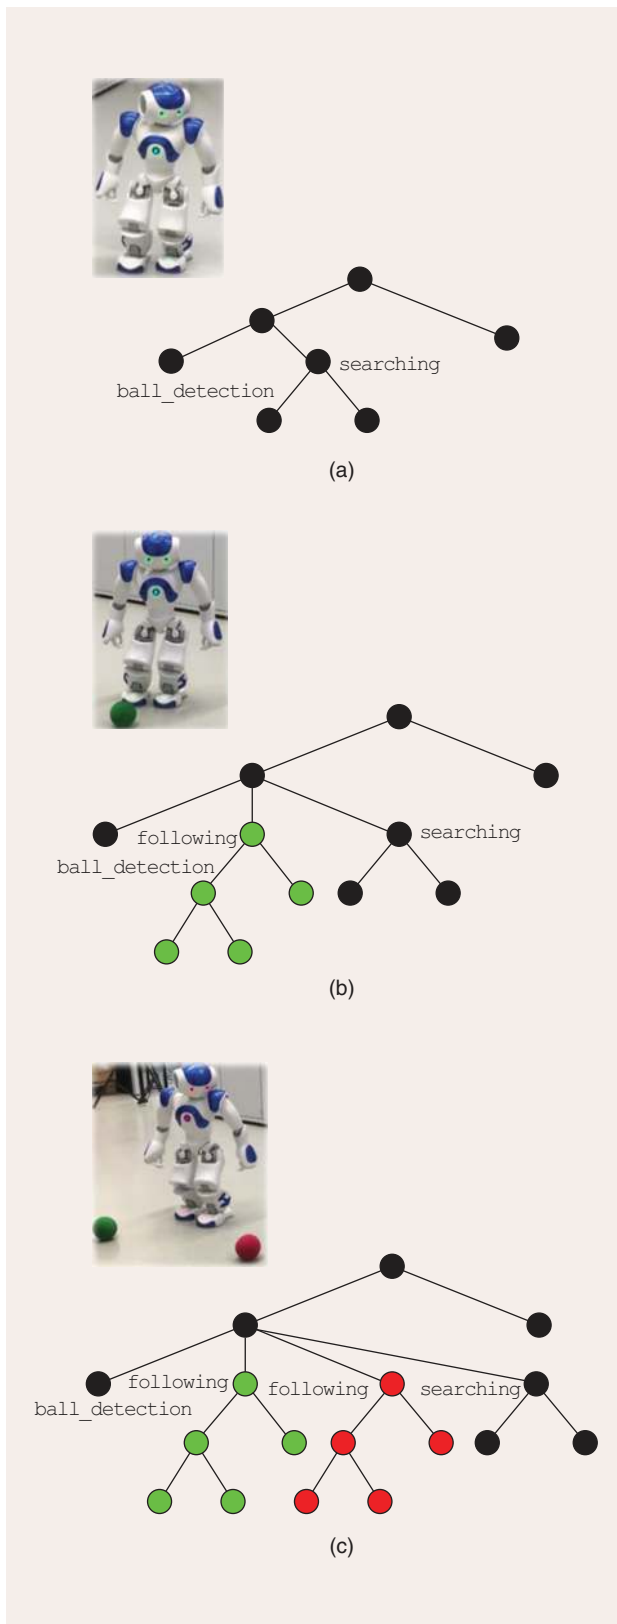 searching
ball_detection
(a)
following
searching
ball_detection
(b)
following
following
searching
ball_detection
(c)